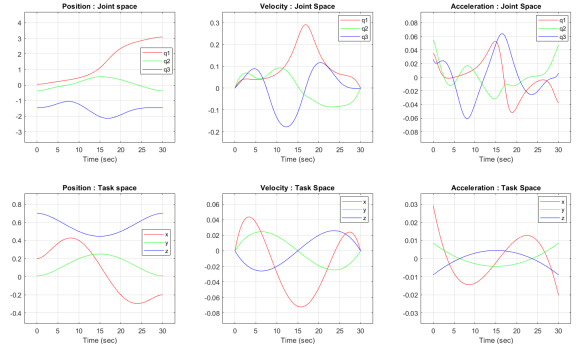 Position : Joint space
4
3
2
1
0
-1
-2
-3
0 5 10 15 20 25 30
Time (sec)
q1
q2
q3
Velocity : Joint Space
0.3
0.2
0.1
0
-0.1
-0.2
0 5 10 15 20 25 30
Time (sec)
q1
q2
q3
Acceleration : Joint Space
0.08
0.06
0.04
0.02
0
-0.02
-0.04
-0.06
-0.08
0 5 10 15 20 25 30
Time (sec)
q1
q2
q3
Position : Task space
0.8
0.6
0.4
0.2
0
-0.2
-0.4
0 5 10 15 20 25 30
Time (sec)
x
y
z
Velocity : Task Space
0.06
0.04
0.02
0
-0.02
-0.04
-0.06
-0.08
0 5 10 15 20 25 30
Time (sec)
x
y
z
Acceleration : Task Space
0.03
0.02
0.01
0
-0.01
-0.02
-0.03
0 5 10 15 20 25 30
Time (sec)
x
y
z